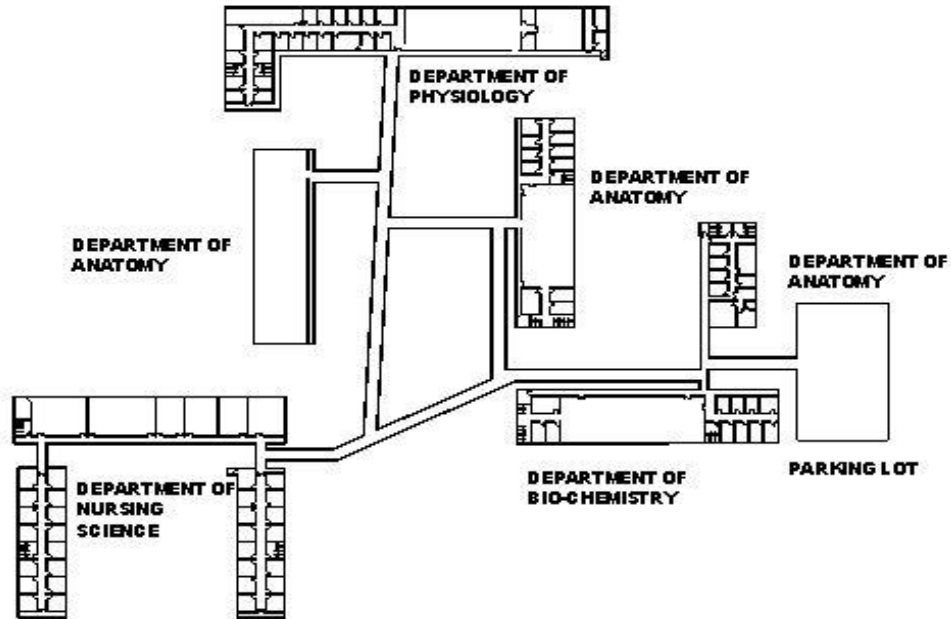 DEPARTMENT OF
PHYSIOLOGY
DEPARTMENT OF
ANATOMY
DEPARTMENT OF
ANATOMY
DEPARTMENT OF
ANATOMY
DEPARTMENT OF
NURSING
SCIENCE
DEPARTMENT OF
BIO-CHEMISTRY
PARKING LOT